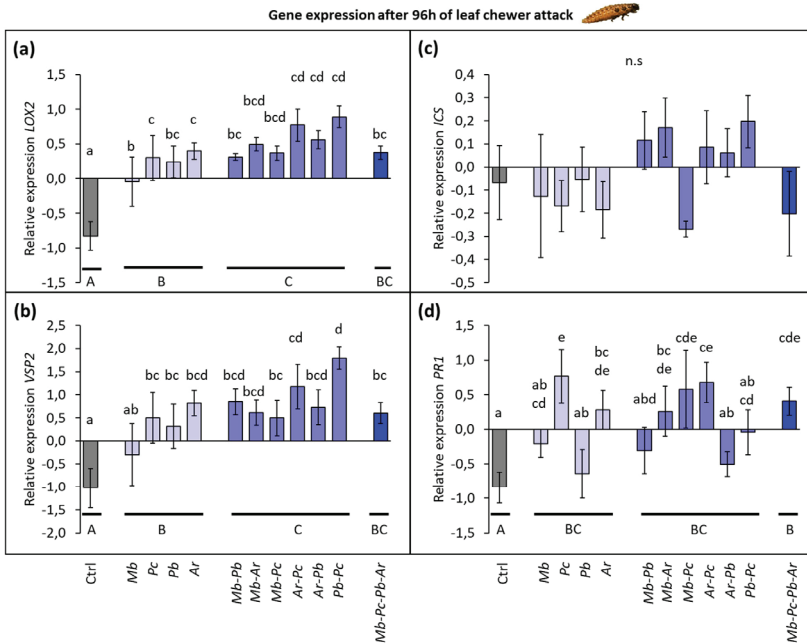 Gene expression after 96h of leaf chewer attack
(a)
Relative expression LOX2
1,5
1,0
0,5
0,0
-0,5
-1,0
-1,5
a
b
c
bc
c
bc
bcd
bcd
cd
cd
cd
bc
A
B
C
BC
(b)
Relative expression VSP2
2,5
2,0
1,5
1,0
0,5
0,0
-0,5
-1,0
-1,5
-2,0
a
ab
bc
bc
bcd
bcd
bcd
bc
cd
bcd
d
bc
A
B
C
BC
Ctrl
Mb
Pc
Pb
Ar
Mb-Pb
Mb-Ar
Mb-Pc
Ar-Pc
Ar-Pb
Pb-Pc
Mb-Pc-Pb-Ar
(c)
Relative expression ICS
0,4
0,3
0,2
0,1
0,0
-0,1
-0,2
-0,3
-0,4
-0,5
n.s
(d)
Relative expression PR1
1,5
1,0
0,5
0,0
-0,5
-1,0
-1,5
a
ab
cd
e
ab
bc
de
abd
bc
de
cde
ce
ab
ab
cd
cde
A
BC
BC
B
Ctrl
Mb
Pc
Pb
Ar
Mb-Pb
Mb-Ar
Mb-Pc
Ar-Pc
Ar-Pb
Pb-Pc
Mb-Pc-Pb-Ar